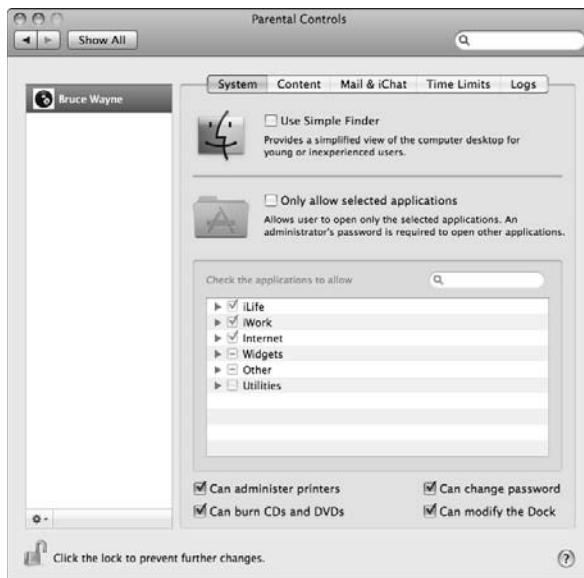 Parental Controls
Show All
Bruce Wayne
System Content Mail & iChat Time Limits Logs
Use Simple Finder
Provides a simplified view of the computer desktop for
young or inexperienced users.
Only allow selected applications
Allows user to open only the selected applications. An
administrator's password is required to open other applications.
Check the applications to allow
iLife
iWork
Internet
Widgets
Other
Utilities
Can administer printers
Can change password
Can burn CDs and DVDs
Can modify the Dock
Click the lock to prevent further changes.
?